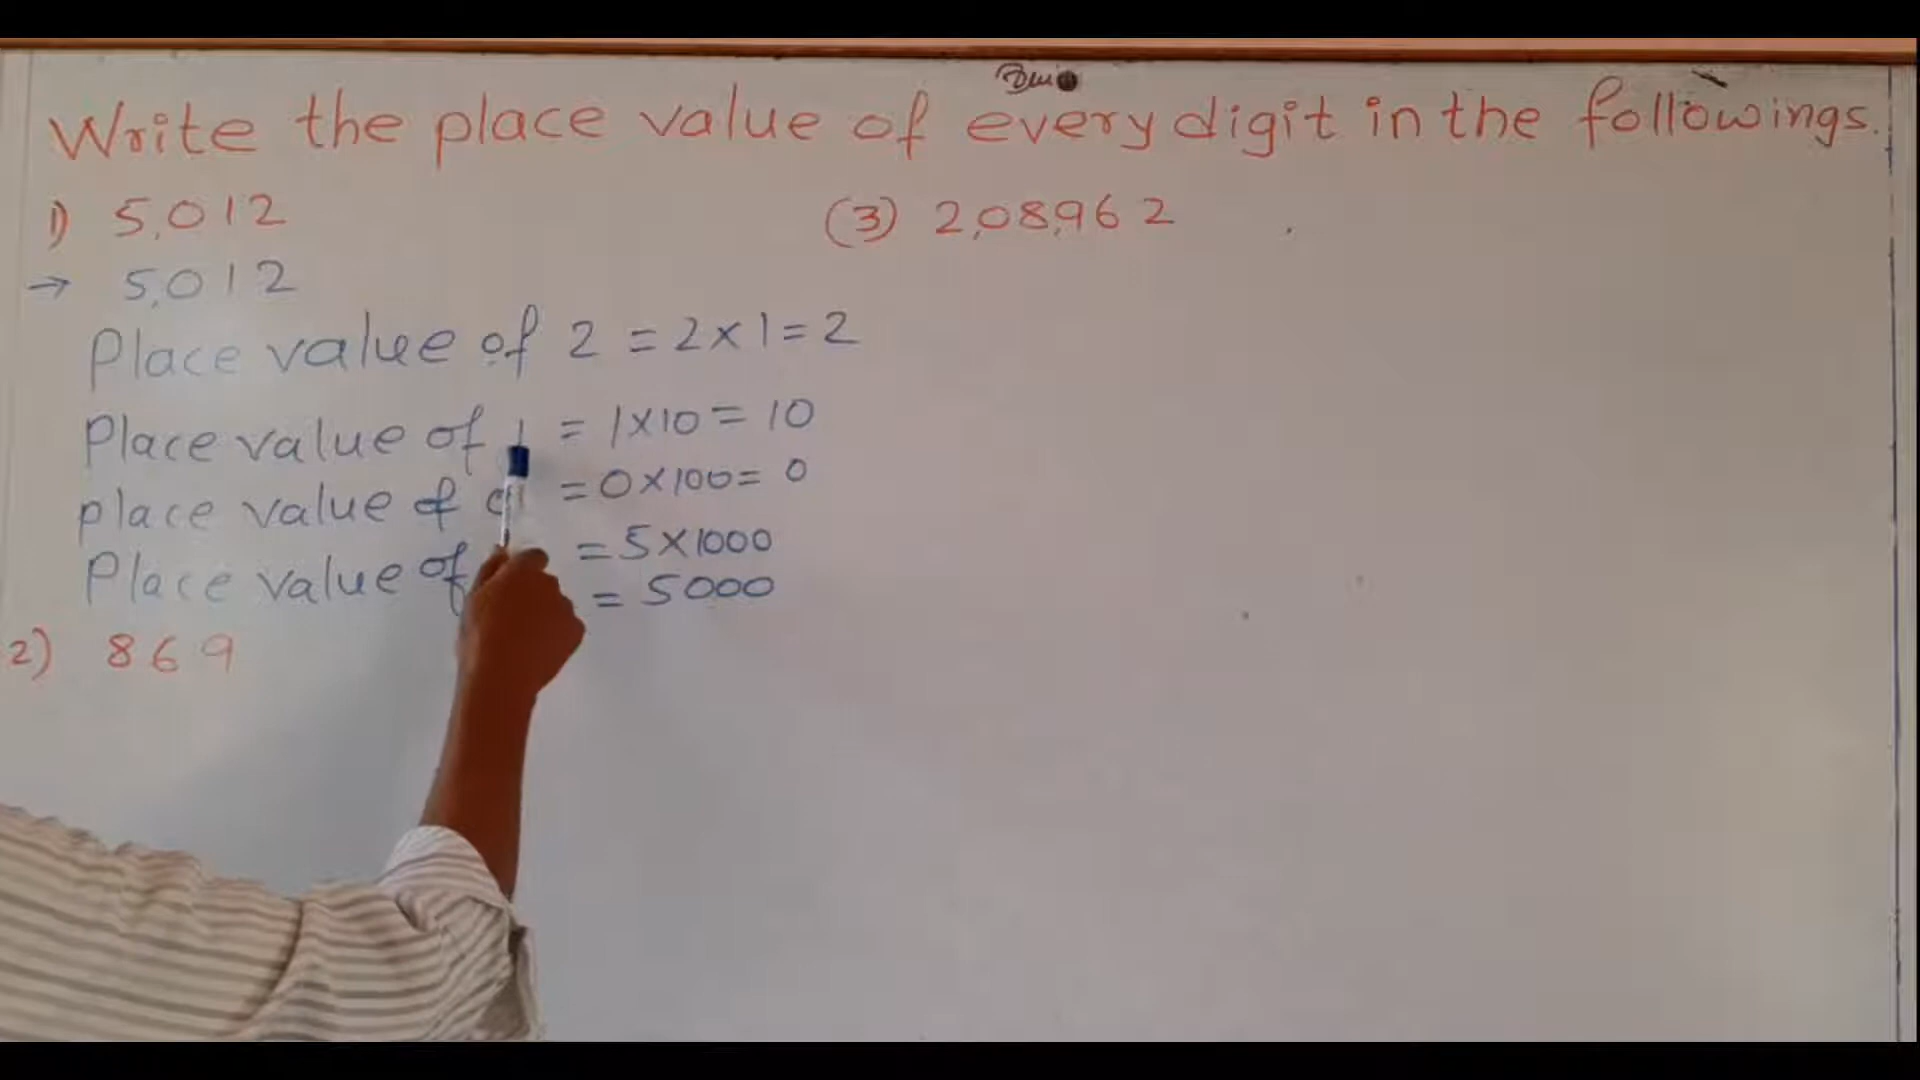 Write the place value of every digit in the followings.
1) 5,012
→ 5,012
Place value of 2 = 2×1=2
Place value of 1 = 1×10= 10
place value of = 0×100= 0
Place value of = 5×1000
= 5000
2) 869
(3) 2,08,962